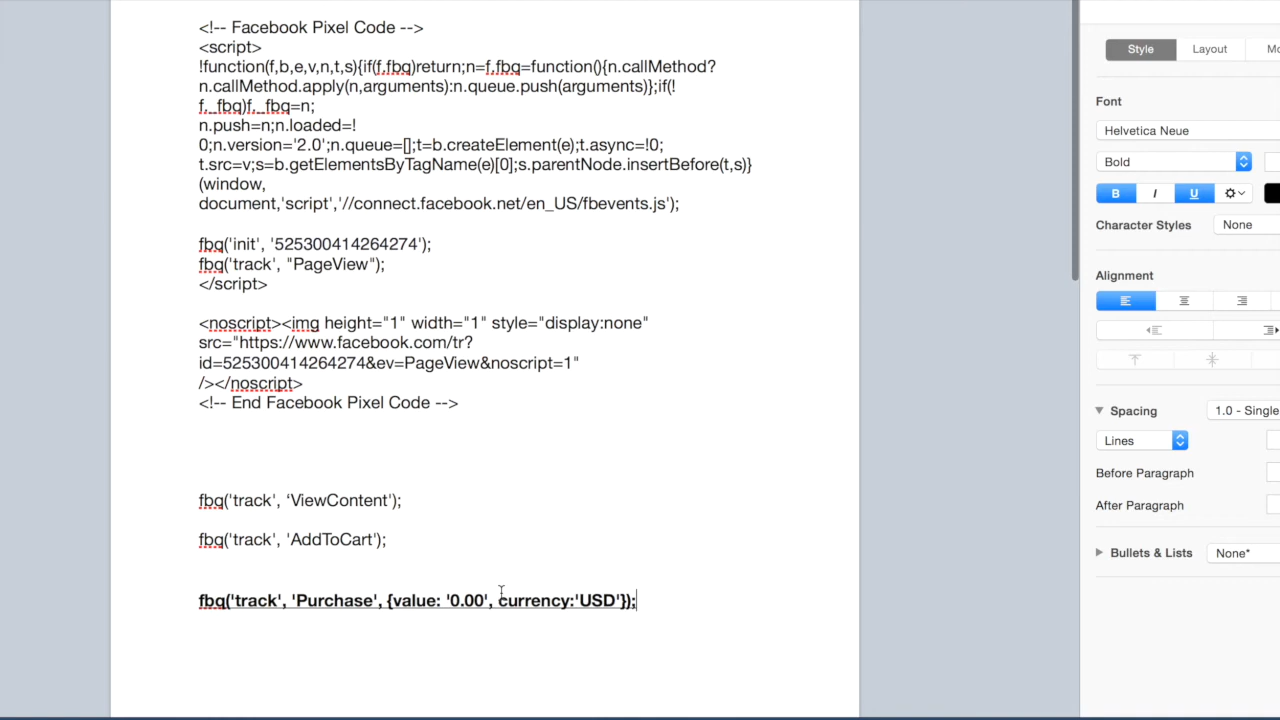 <!-- Facebook Pixel Code -->
<script>
!function(f,b,e,v,n,t,s){if(f.fbq)return;n=f.fbq=function(){n.callMethod?
n.callMethod.apply(n,arguments):n.queue.push(arguments)};if(!
f._fbq)f._fbq=n;
n.push=n;n.loaded=!
0;n.version='2.0';n.queue=[];t=b.createElement(e);t.async=!0;
t.src=v;s=b.getElementsByTagName(e)[0];s.parentNode.insertBefore(t,s)}
(window,
document,'script','//connect.facebook.net/en_US/fbevents.js');
fbq('init', '525300414264274');
fbq('track', "PageView");
</script>
<noscript><img height="1" width="1" style="display:none"
src="https://www.facebook.com/tr?
id=525300414264274&ev=PageView&noscript=1"
/></noscript>
<!-- End Facebook Pixel Code -->
fbq('track', ‘ViewContent');
fbq('track', 'AddToCart');
fbq('track', 'Purchase', {value: '0.00', currency:'USD'});
Style Layout Mo
Font
Helvetica Neue
Bold
B I U
Character Styles None
Alignment
Spacing 1.0 - Single
Lines
Before Paragraph
After Paragraph
Bullets & Lists None*